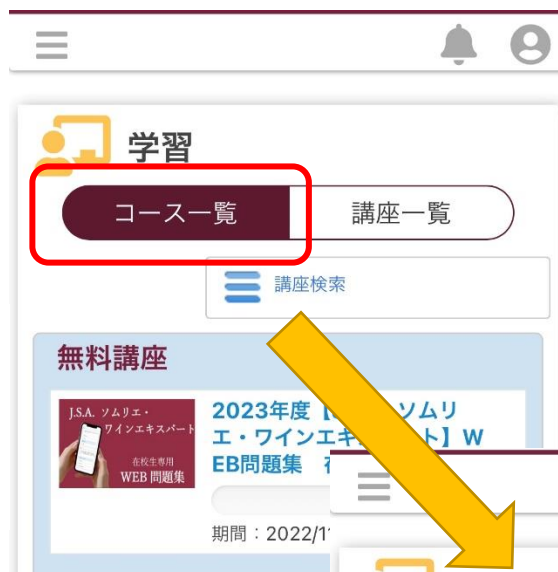 学習
コース一覧
講座一覧
講座検索
無料講座
J.S.A. ソムリエ・
ワインエキスパート
在校生専用
WEB 問題集
2023年度【
ソムリ
エ・ワインエキ
ト】W
EB問題集
期間：2022/1